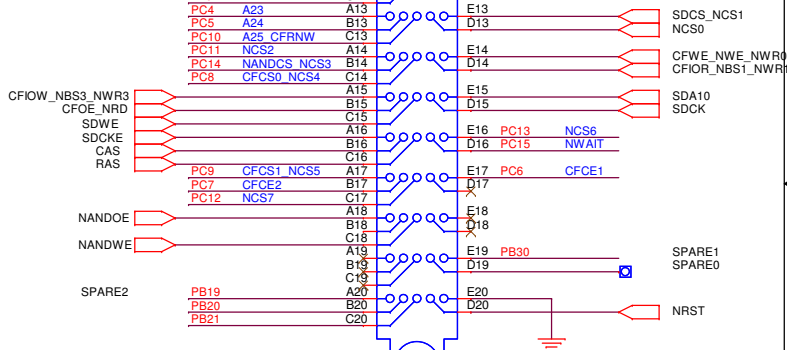 PC4 A23 A13 E13 SDCS_NCS1
PC5 A24 B13 D13 NCS0
PC10 A25_CFRNW C13
PC11 NCS2 A14 E14 CFWE_NWE_NWR0
PC14 NANDCS_NCS3 B14 D14 CFIOR_NBS1_NWR1
PC8 CFCS0_NCS4 C14
CFIOW_NBS3_NWR3 A15 E15 SDA10
CFOE_NRD B15 D15 SDCK
SDWE C15
SDCKE A16 E16 PC13 NCS6
CAS B16 D16 PC15 NWAIT
RAS C16
PC9 CFCS1_NCS5 A17 E17 PC6 CFCE1
PC7 CFCE2 B17 D17
PC12 NCS7 C17
NANDOE A18 E18
B18 D18
NANDWE C18
A19 E19 PB30 SPARE1
B19 D19 SPARE0
C19
SPARE2 PB19 A20 E20
PB20 B20 D20 NRST
PB21 C20